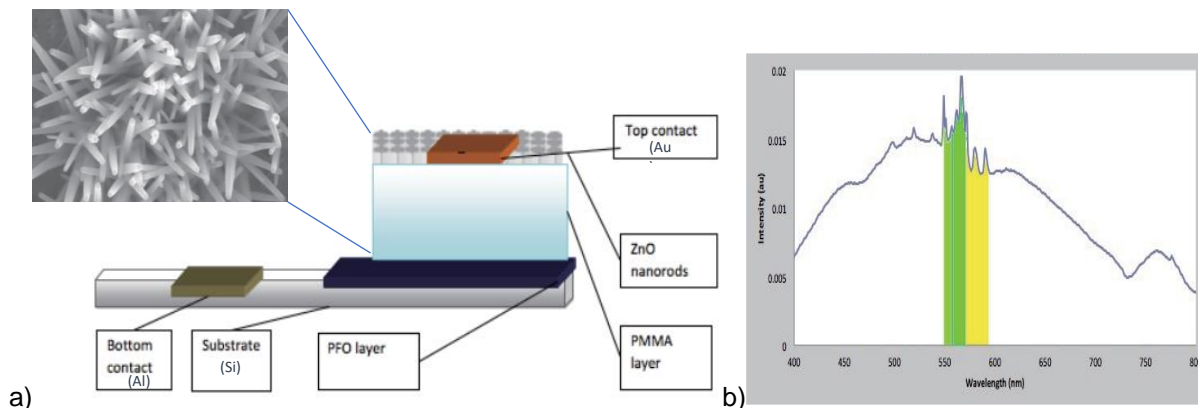 Top contact
(Au
.
ZnO
nanorods
PMMA
layer
Bottom
contact
(Al)
Substrate
(Si)
PFO layer
a)
b)
0.02
0.015
0.01
0.005
0
Intensity (au)
400 450 500 550 600 650 700 750 800
Wavelength (nm)